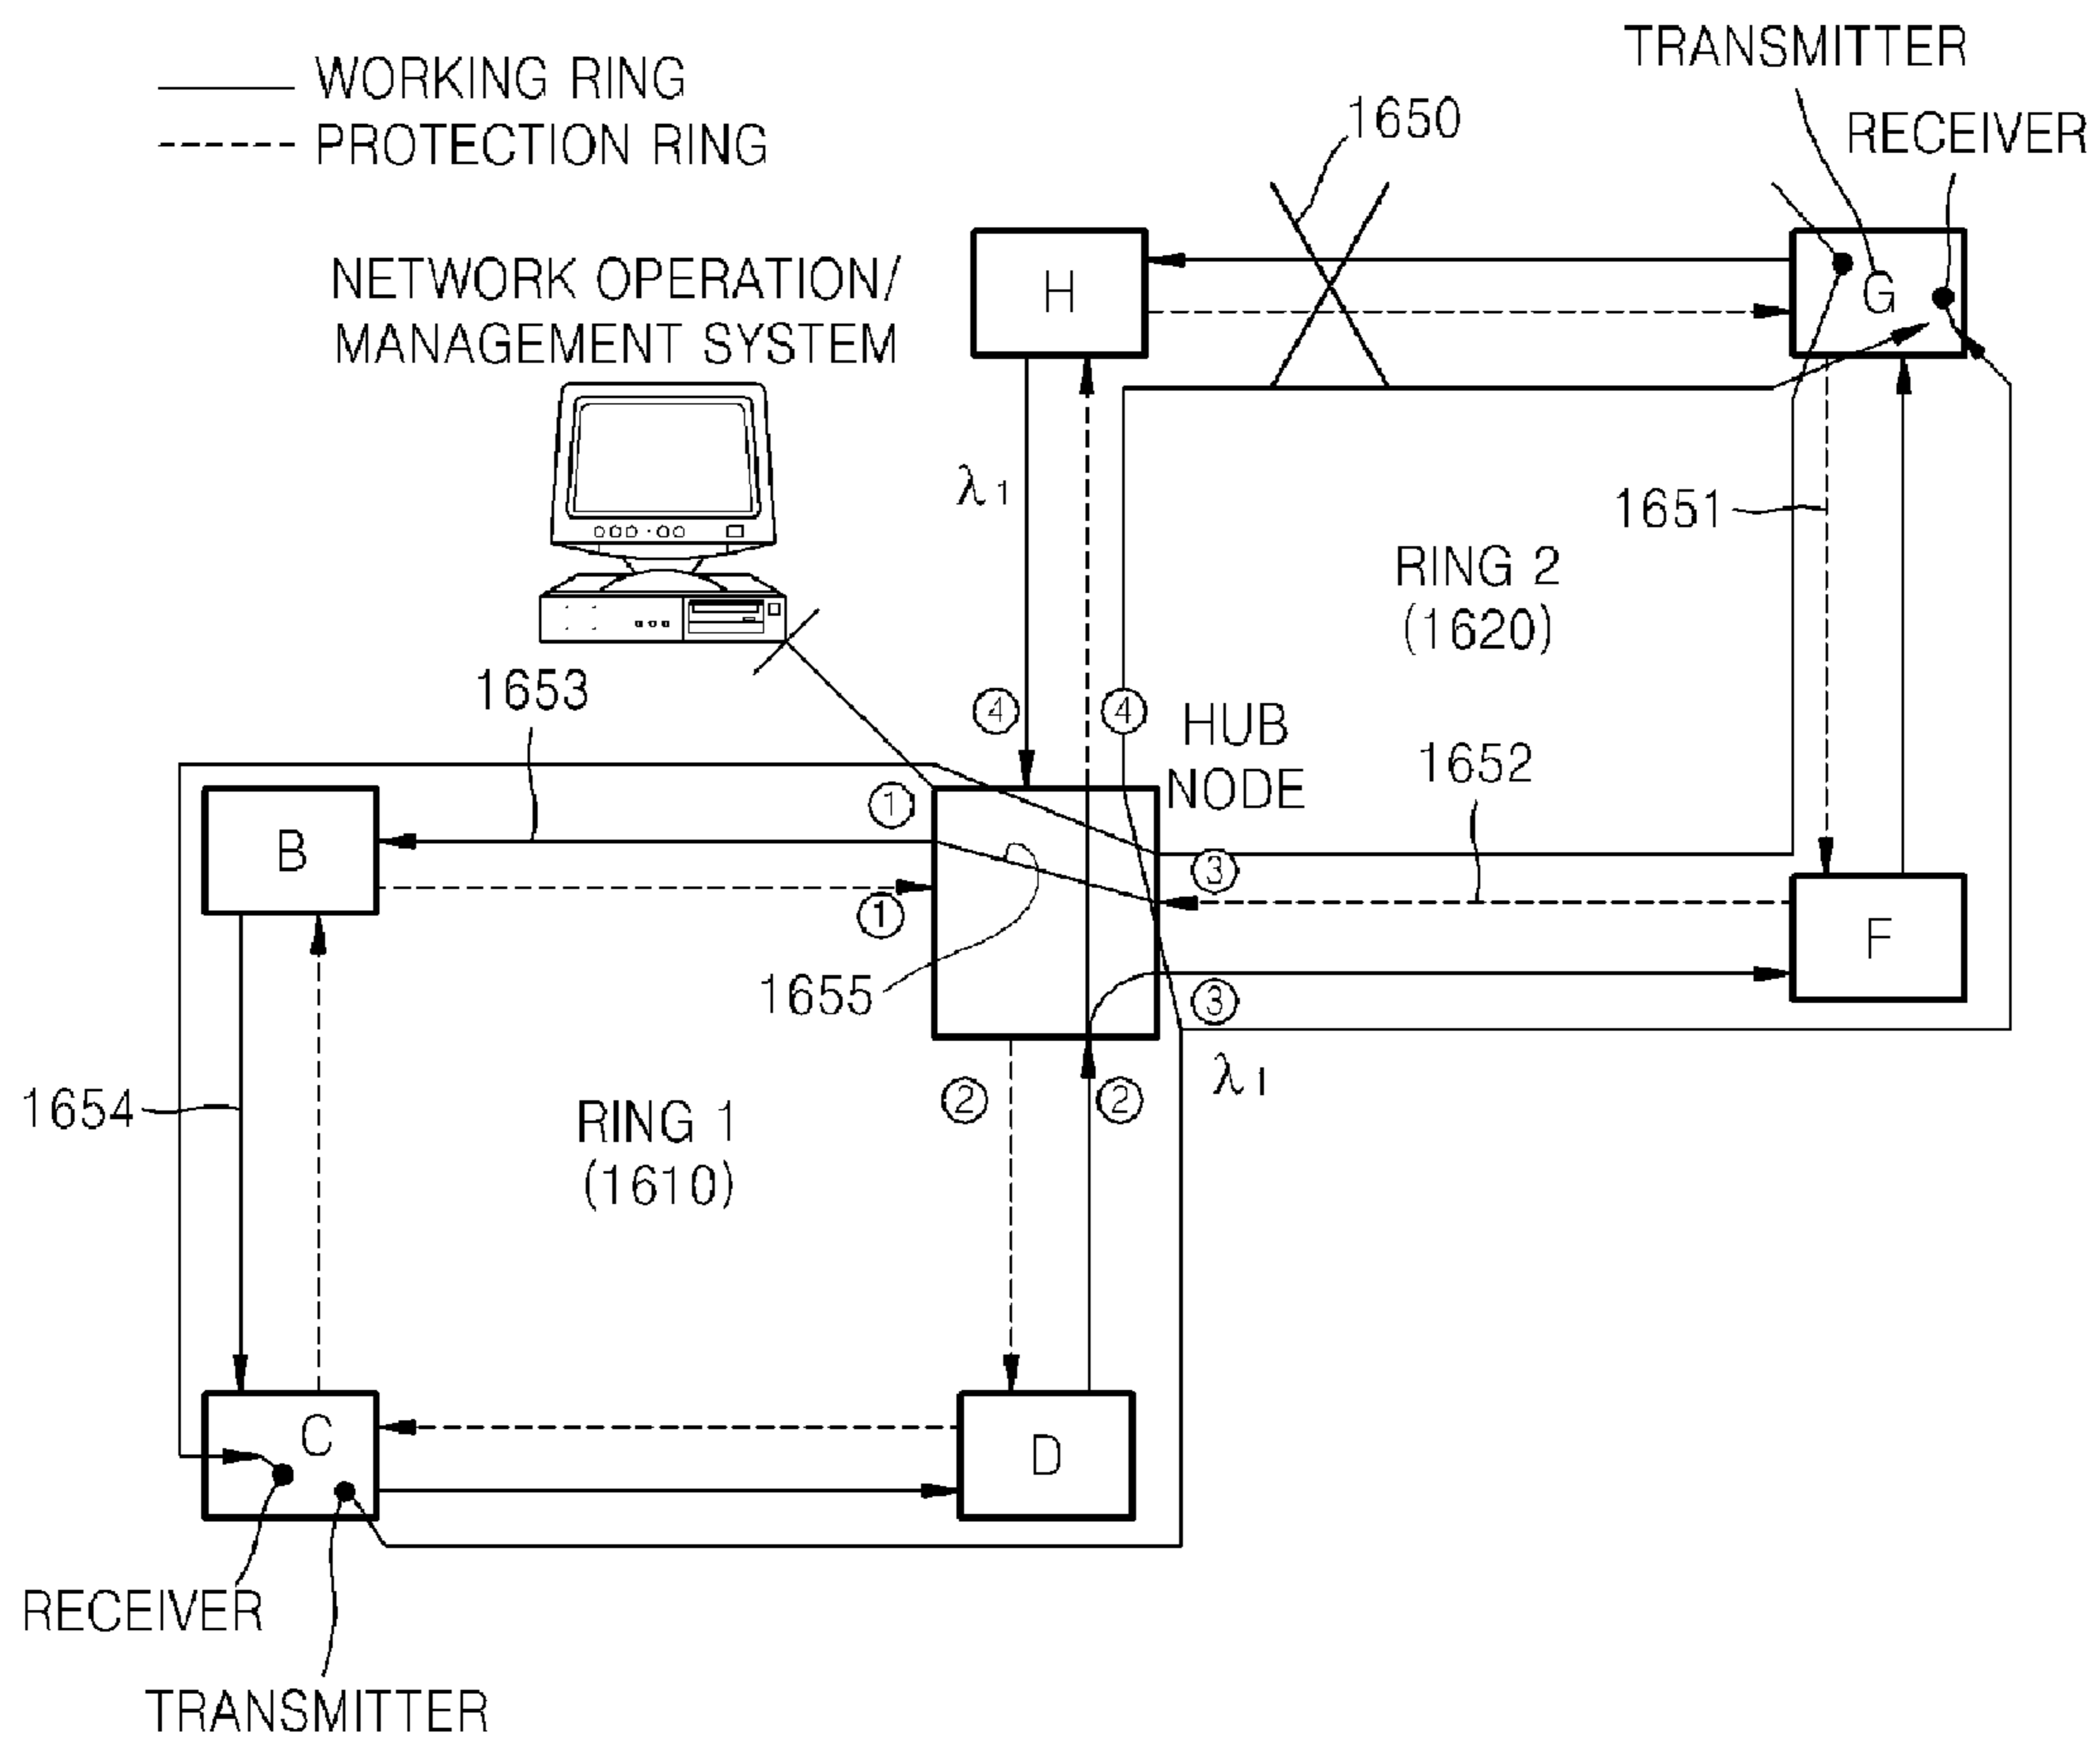 TRANSMITTER
WORKING RING
PROTECTION RING
1650
RECEIVER
H
G
NETWORK OPERATION/
MANAGEMENT SYSTEM
λ1
1651
RING 2
(1620)
1653
④
④
HUB
NODE
1652
①
B
③
①
F
1655
③
λ1
②
②
1654
RING 1
(1610)
C
D
RECEIVER
TRANSMITTER